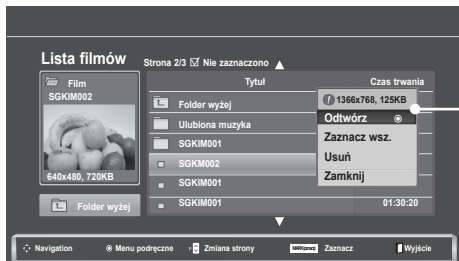 Lista filmów
Strona 2/3 ☑ Nie zaznaczono
Film
SGKIM002
640x480, 720KB
Folder wyżej
Tytuł
Czas trwania
Folder wyżej
Ulubiona muzyka
SGKIM001
SGKM002
SGKIM001
SGKIM001
01:30:20
1366x768, 125KB
Odtwórz
Zaznacz wsz.
Usuń
Zamknij
Navigation
Menu podręczne
Zmiana strony
Zaznacz
Wyjście